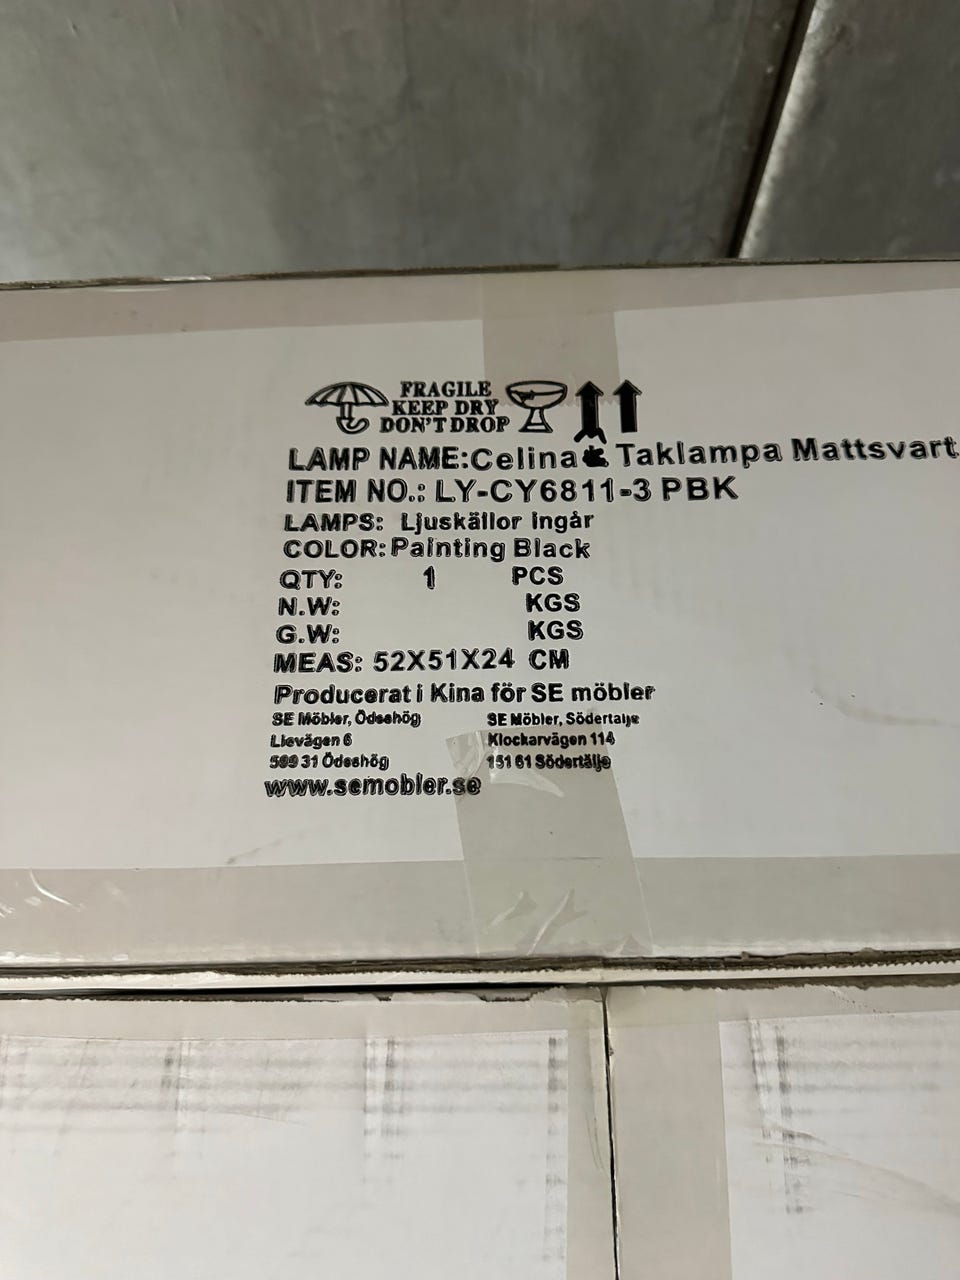 FRAGILE
KEEP DRY
DON'T DROP
LAMP NAME:Celina Taklampa Mattsvart
ITEM NO.: LY-CY6811-3 PBK
LAMPS: Ljuskällor ingår
COLOR:Painting Black
QTY: 1 PCS
N.W: KGS
G.W: KGS
MEAS: 52X51X24 CM
Producerat i Kina för SE möbler
SE Möbler, Ödeshög SE Möbler, Södertalje
Lievägen 6 Klockarvägen 114
599 31 Ödeshög 151 61 Södertälje
www.semobler.se